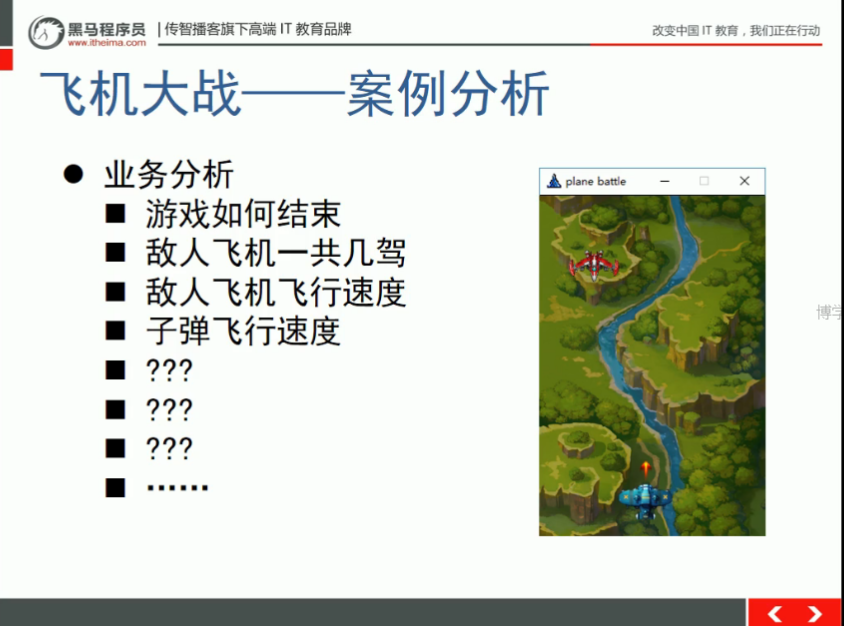 黑马程序员
www.itheima.com
传智播客旗下高端 IT 教育品牌
改变中国 IT 教育，我们正在行动
飞机大战——案例分析
业务分析
游戏如何结束
敌人飞机一共几驾
敌人飞机飞行速度
子弹飞行速度
???
???
???
……
plane battle
博学